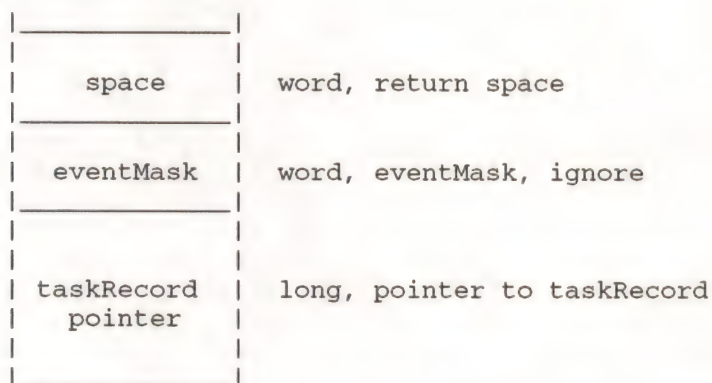 space word, return space
eventMask word, eventMask, ignore
taskRecord long, pointer to taskRecord
pointer